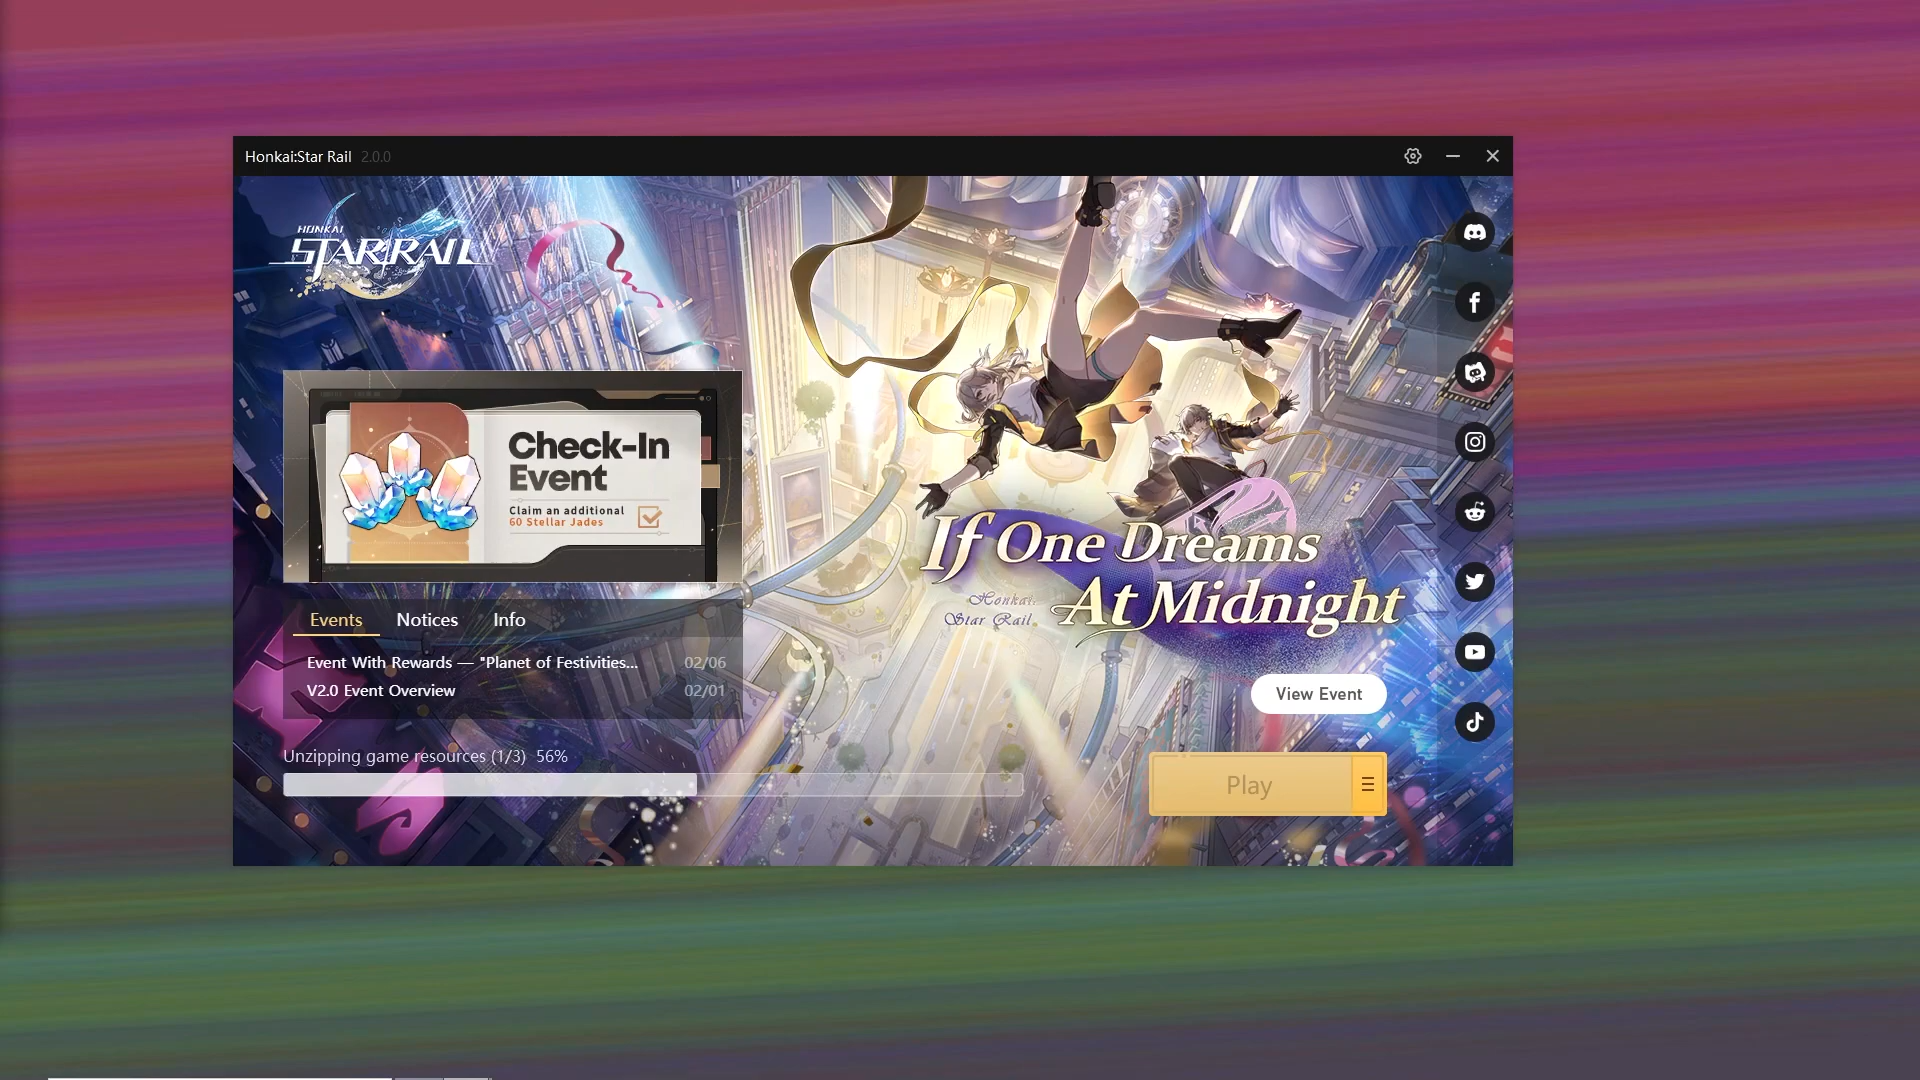 Honkai:Star Rail 2.0.0
HONKAI
STARRAIL
Check-In
Event
Claim an additional
60 Stellar Jades
If One Dreams
At Midnight
Honkai:
Star Rail
Events Notices Info
Event With Rewards — "Planet of Festivities... 02/06
V2.0 Event Overview 02/01
View Event
Unzipping game resources (1/3) 56%
Play